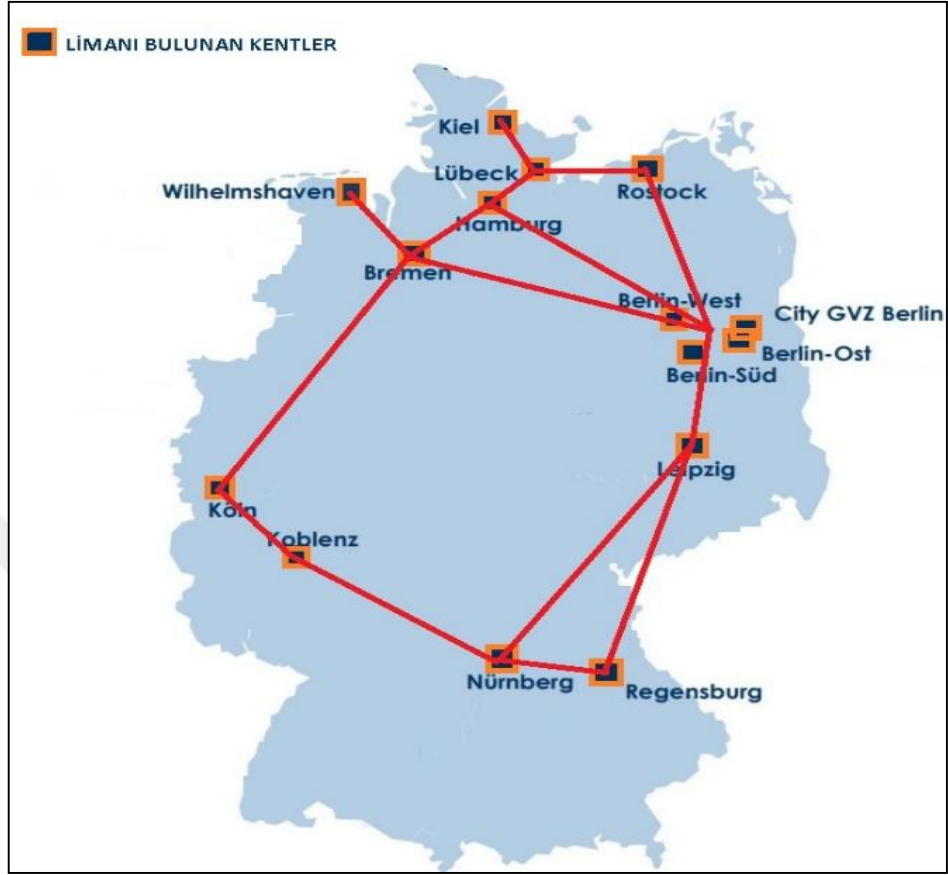 LİMANI BULUNAN KENTLER
Kiel
Lübeck
Rostock
Wilhelmshaven
Hamburg
Bremen
Berlin-West
City GVZ Berlin
Berlin-Ost
Berlin-Süd
Leipzig
Köln
Koblenz
Nürnberg
Regensburg